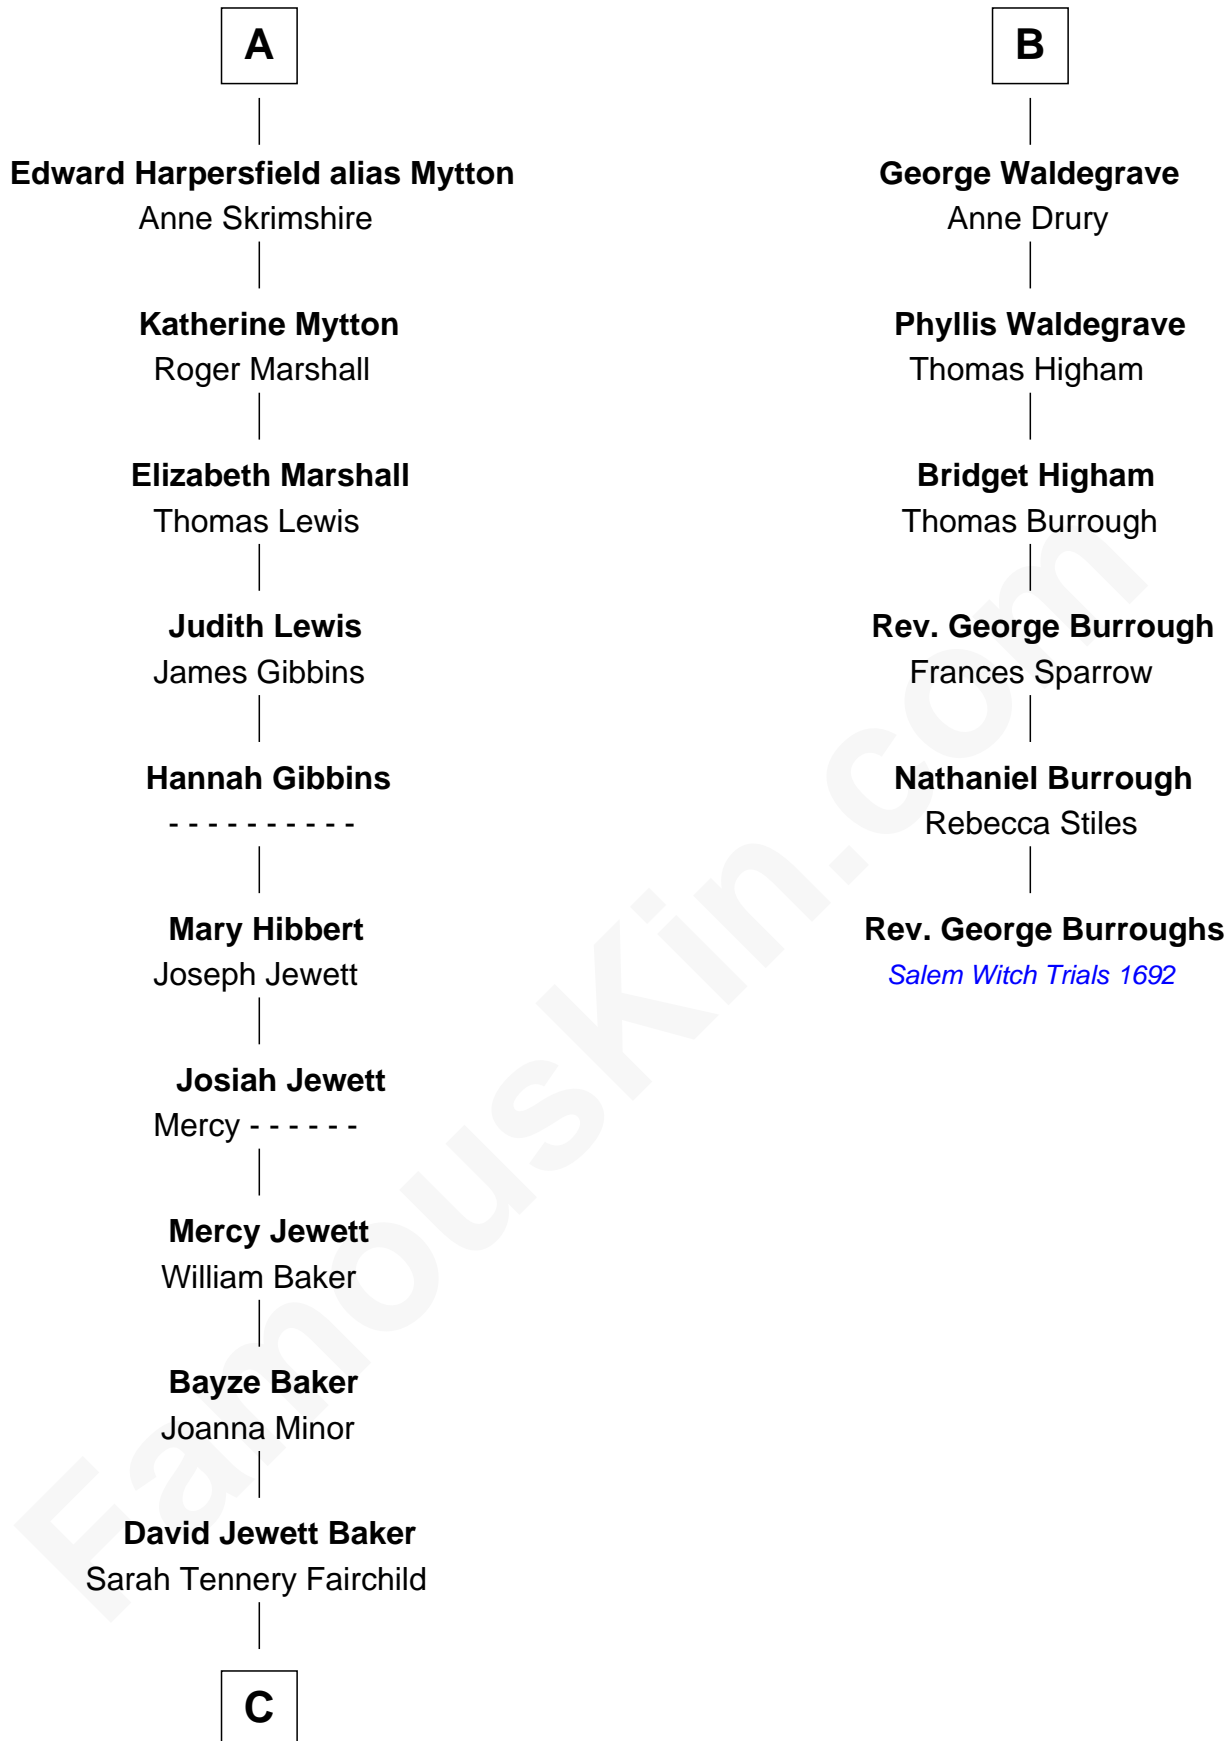 A
Edward Harpersfield alias Mytton
Anne Skrimshire
Katherine Mytton
Roger Marshall
Elizabeth Marshall
Thomas Lewis
Judith Lewis
James Gibbins
Hannah Gibbins
- - - - - - - - - -
Mary Hibbert
Joseph Jewett
Josiah Jewett
Mercy - - - - - -
Mercy Jewett
William Baker
Bayze Baker
Joanna Minor
David Jewett Baker
Sarah Tennery Fairchild
C
B
George Waldegrave
Anne Drury
Phyllis Waldegrave
Thomas Higham
Bridget Higham
Thomas Burrough
Rev. George Burrough
Frances Sparrow
Nathaniel Burrough
Rebecca Stiles
Rev. George Burroughs
Salem Witch Trials 1692
FamousKin.com